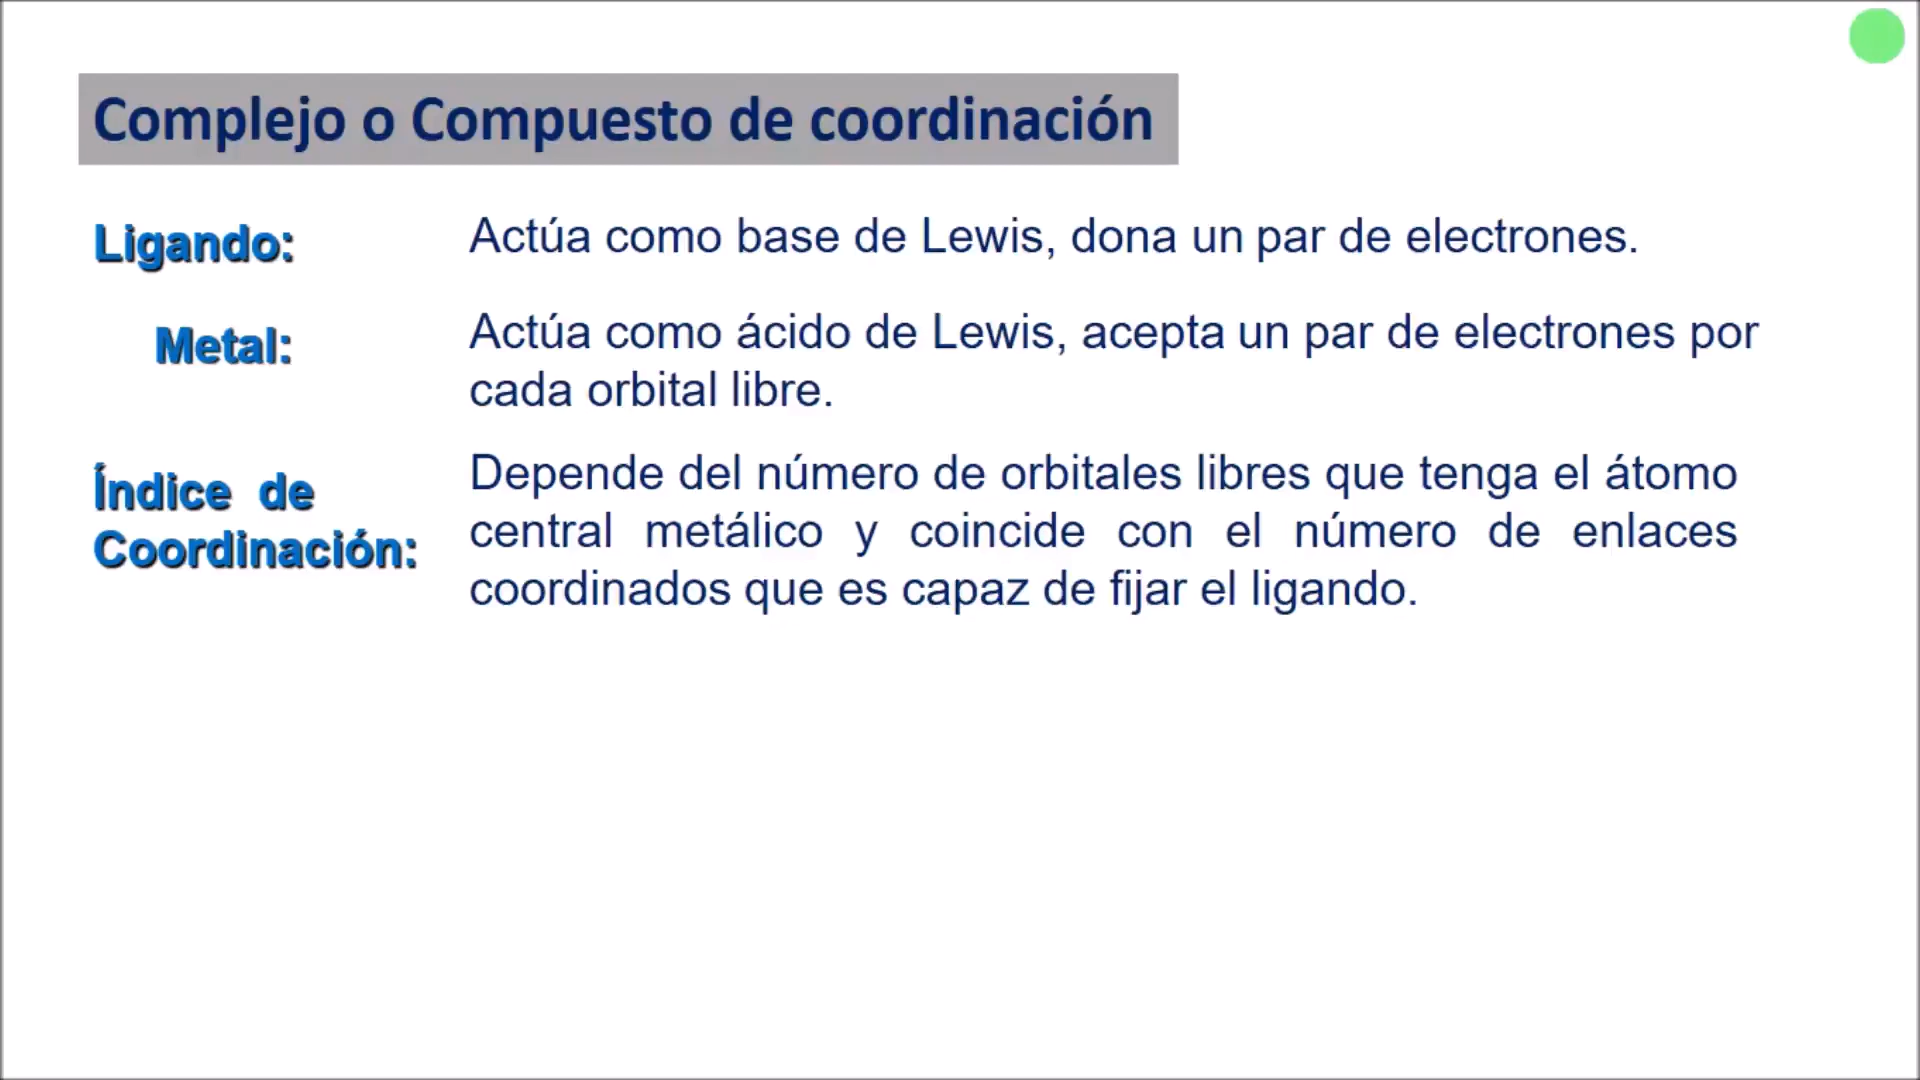 Complejo o Compuesto de coordinación
Ligando:
Actúa como base de Lewis, dona un par de electrones.
Metal:
Actúa como ácido de Lewis, acepta un par de electrones por
cada orbital libre.
Índice de
Coordinación:
Depende del número de orbitales libres que tenga el átomo
central metálico y coincide con el número de enlaces
coordinados que es capaz de fijar el ligando.